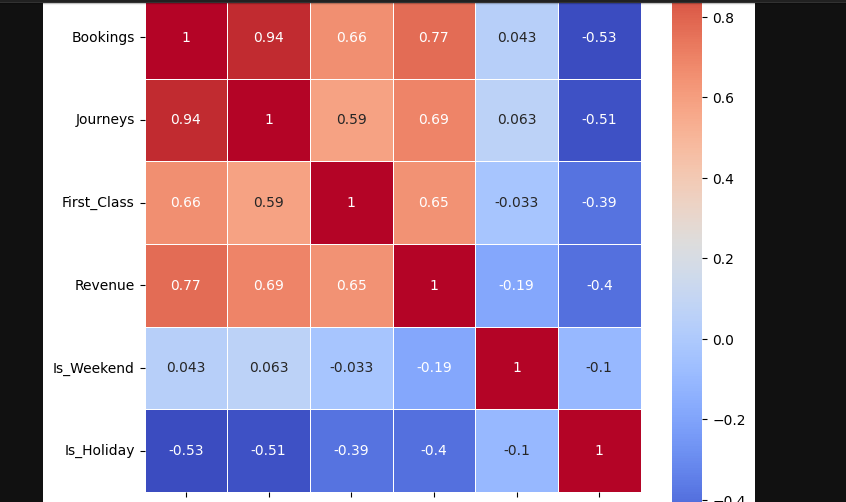 Bookings 1 0.94 0.66 0.77 0.043 -0.53
Journeys 0.94 1 0.59 0.69 0.063 -0.51
First_Class 0.66 0.59 1 0.65 -0.033 -0.39
Revenue 0.77 0.69 0.65 1 -0.19 -0.4
Is_Weekend 0.043 0.063 -0.033 -0.19 1 -0.1
Is_Holiday -0.53 -0.51 -0.39 -0.4 -0.1 1
0.8
0.6
0.4
0.2
0.0
−0.2
−0.4